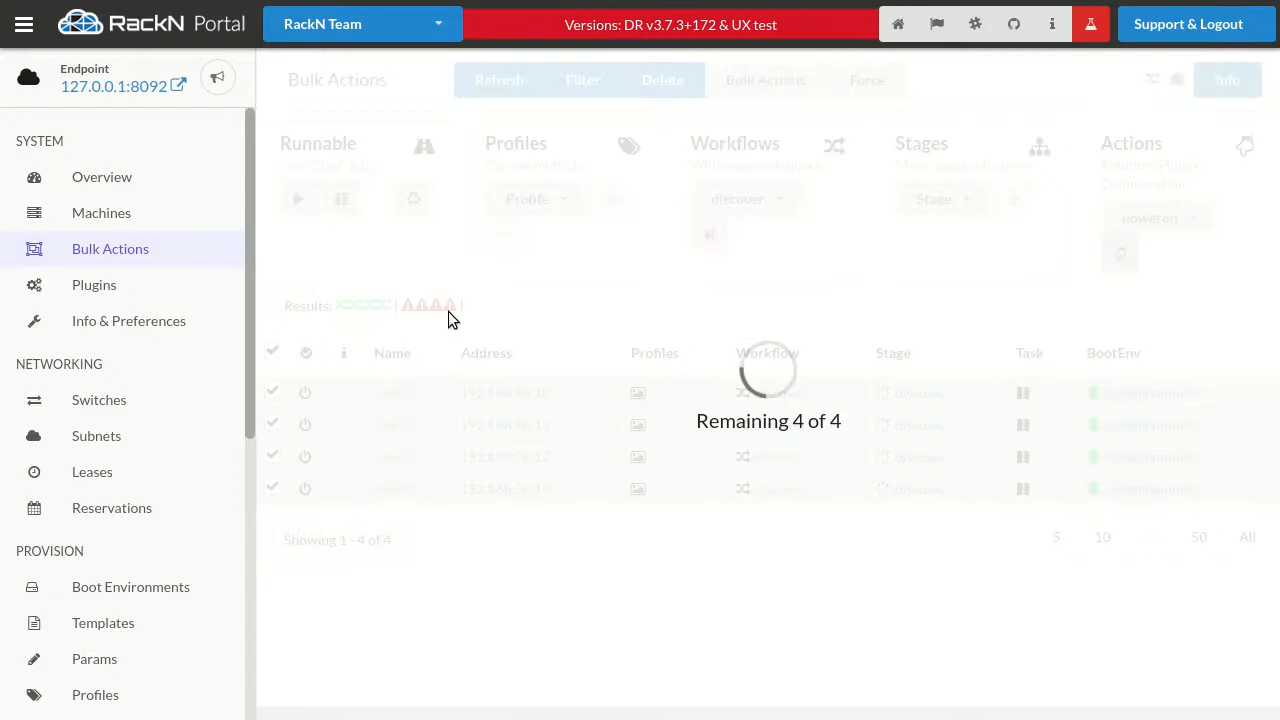 RackN Portal
RackN Team
Versions: DR v3.7.3+172 & UX test
Support & Logout
Endpoint
127.0.0.1:8092
Bulk Actions
Refresh
Filter
Delete
Bulk Actions
Force
Info
SYSTEM
Overview
Machines
Bulk Actions
Plugins
Info & Preferences
NETWORKING
Switches
Subnets
Leases
Reservations
PROVISION
Boot Environments
Templates
Params
Profiles
Runnable
Profiles
Workflows
Stages
Actions
Profile
discover
Stage
poweron
Results:
Name
Address
Profiles
Workflow
Stage
Task
BootEnv
Remaining 4 of 4
Showing 1 - 4 of 4
5
10
50
All